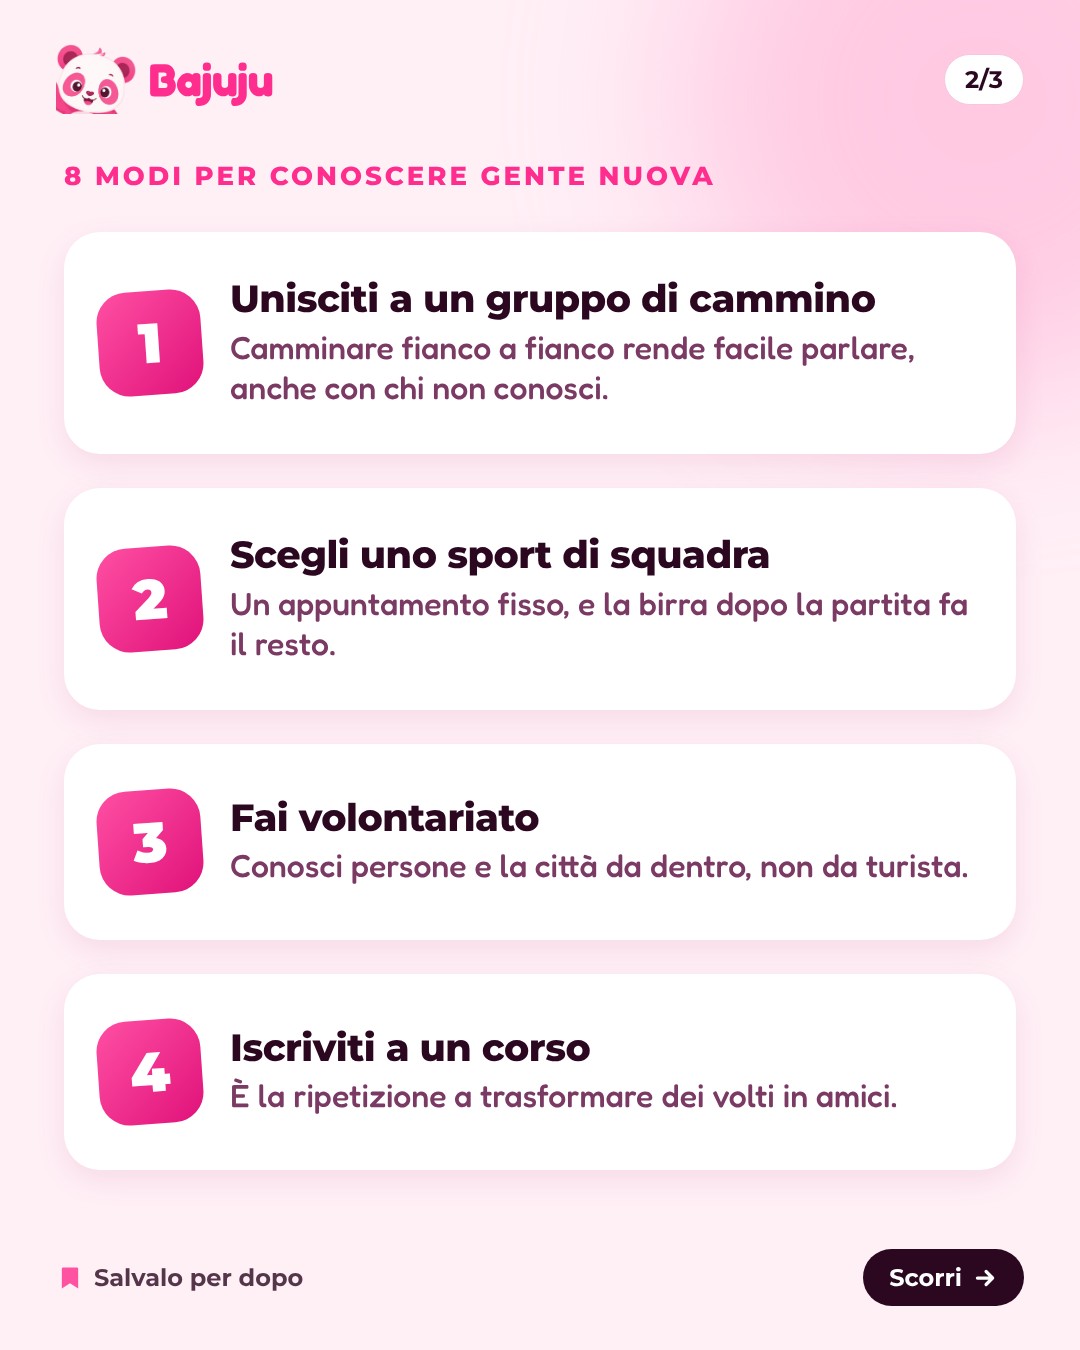 Bajuju
2/3
8 MODI PER CONOSCERE GENTE NUOVA
1
Unisciti a un gruppo di cammino
Camminare fianco a fianco rende facile parlare,
anche con chi non conosci.
2
Scegli uno sport di squadra
Un appuntamento fisso, e la birra dopo la partita fa
il resto.
3
Fai volontariato
Conosci persone e la città da dentro, non da turista.
4
Iscriviti a un corso
È la ripetizione a trasformare dei volti in amici.
Salvalo per dopo
Scorri →